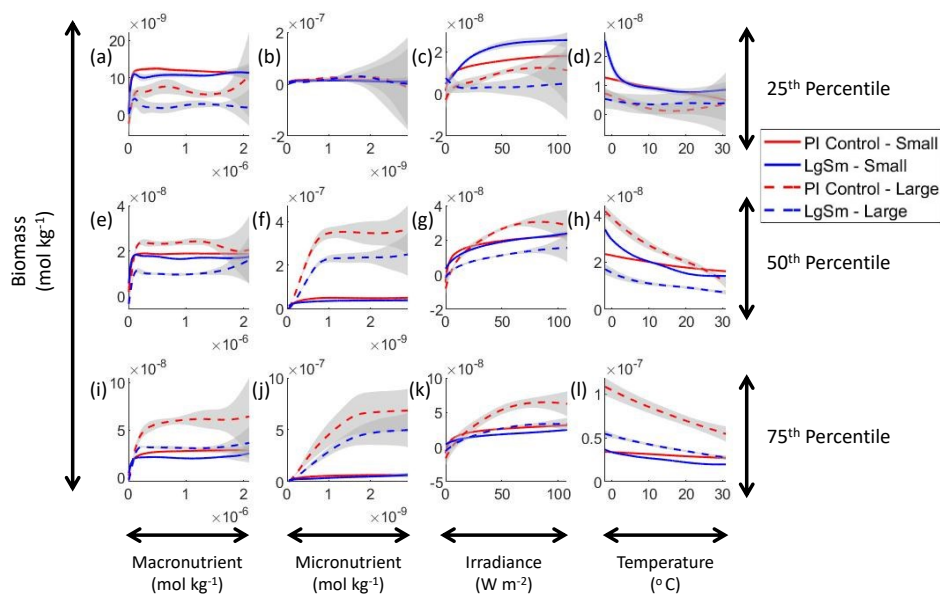 ×10⁻⁹
(a)
20
10
0
×10⁻⁷
(b)
2
0
-2
×10⁻⁸
(c)
2
0
-2
×10⁻⁸
(d)
2
0
25th Percentile
0 1 2
×10⁻⁶
0 1 2
×10⁻⁹
0 50 100
0 10 20 30
PI Control - Small
LgSm - Small
PI Control - Large
LgSm - Large
Biomass
(mol kg⁻¹)
×10⁻⁸
(e)
4
2
0
×10⁻⁷
(f)
4
2
0
×10⁻⁸
(g)
4
2
0
-2
×10⁻⁸
(h)
4
2
0
50th Percentile
0 1 2
×10⁻⁶
0 1 2
×10⁻⁹
0 50 100
0 10 20 30
×10⁻⁸
(i)
10
5
0
×10⁻⁷
(j)
10
5
0
×10⁻⁸
(k)
10
5
0
-5
×10⁻⁷
(l)
1
0.5
0
75th Percentile
0 1 2
×10⁻⁶
0 1 2
×10⁻⁹
0 50 100
0 10 20 30
Macronutrient
(mol kg⁻¹)
Micronutrient
(mol kg⁻¹)
Irradiance
(W m⁻²)
Temperature
(° C)